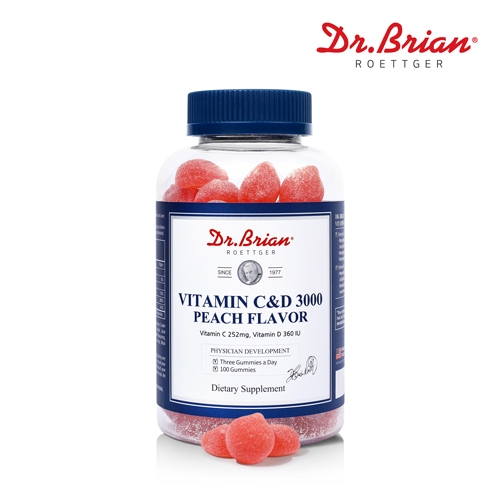 Dr.Brian®
ROETTGER
Dr.Brian®
ROETTGER
SINCE 1977
VITAMIN C&D 3000
PEACH FLAVOR
Vitamin C 252mg, Vitamin D 360 IU
PHYSICIAN DEVELOPMENT
Three Gummies a Day
100 Gummies
Dietary Supplement